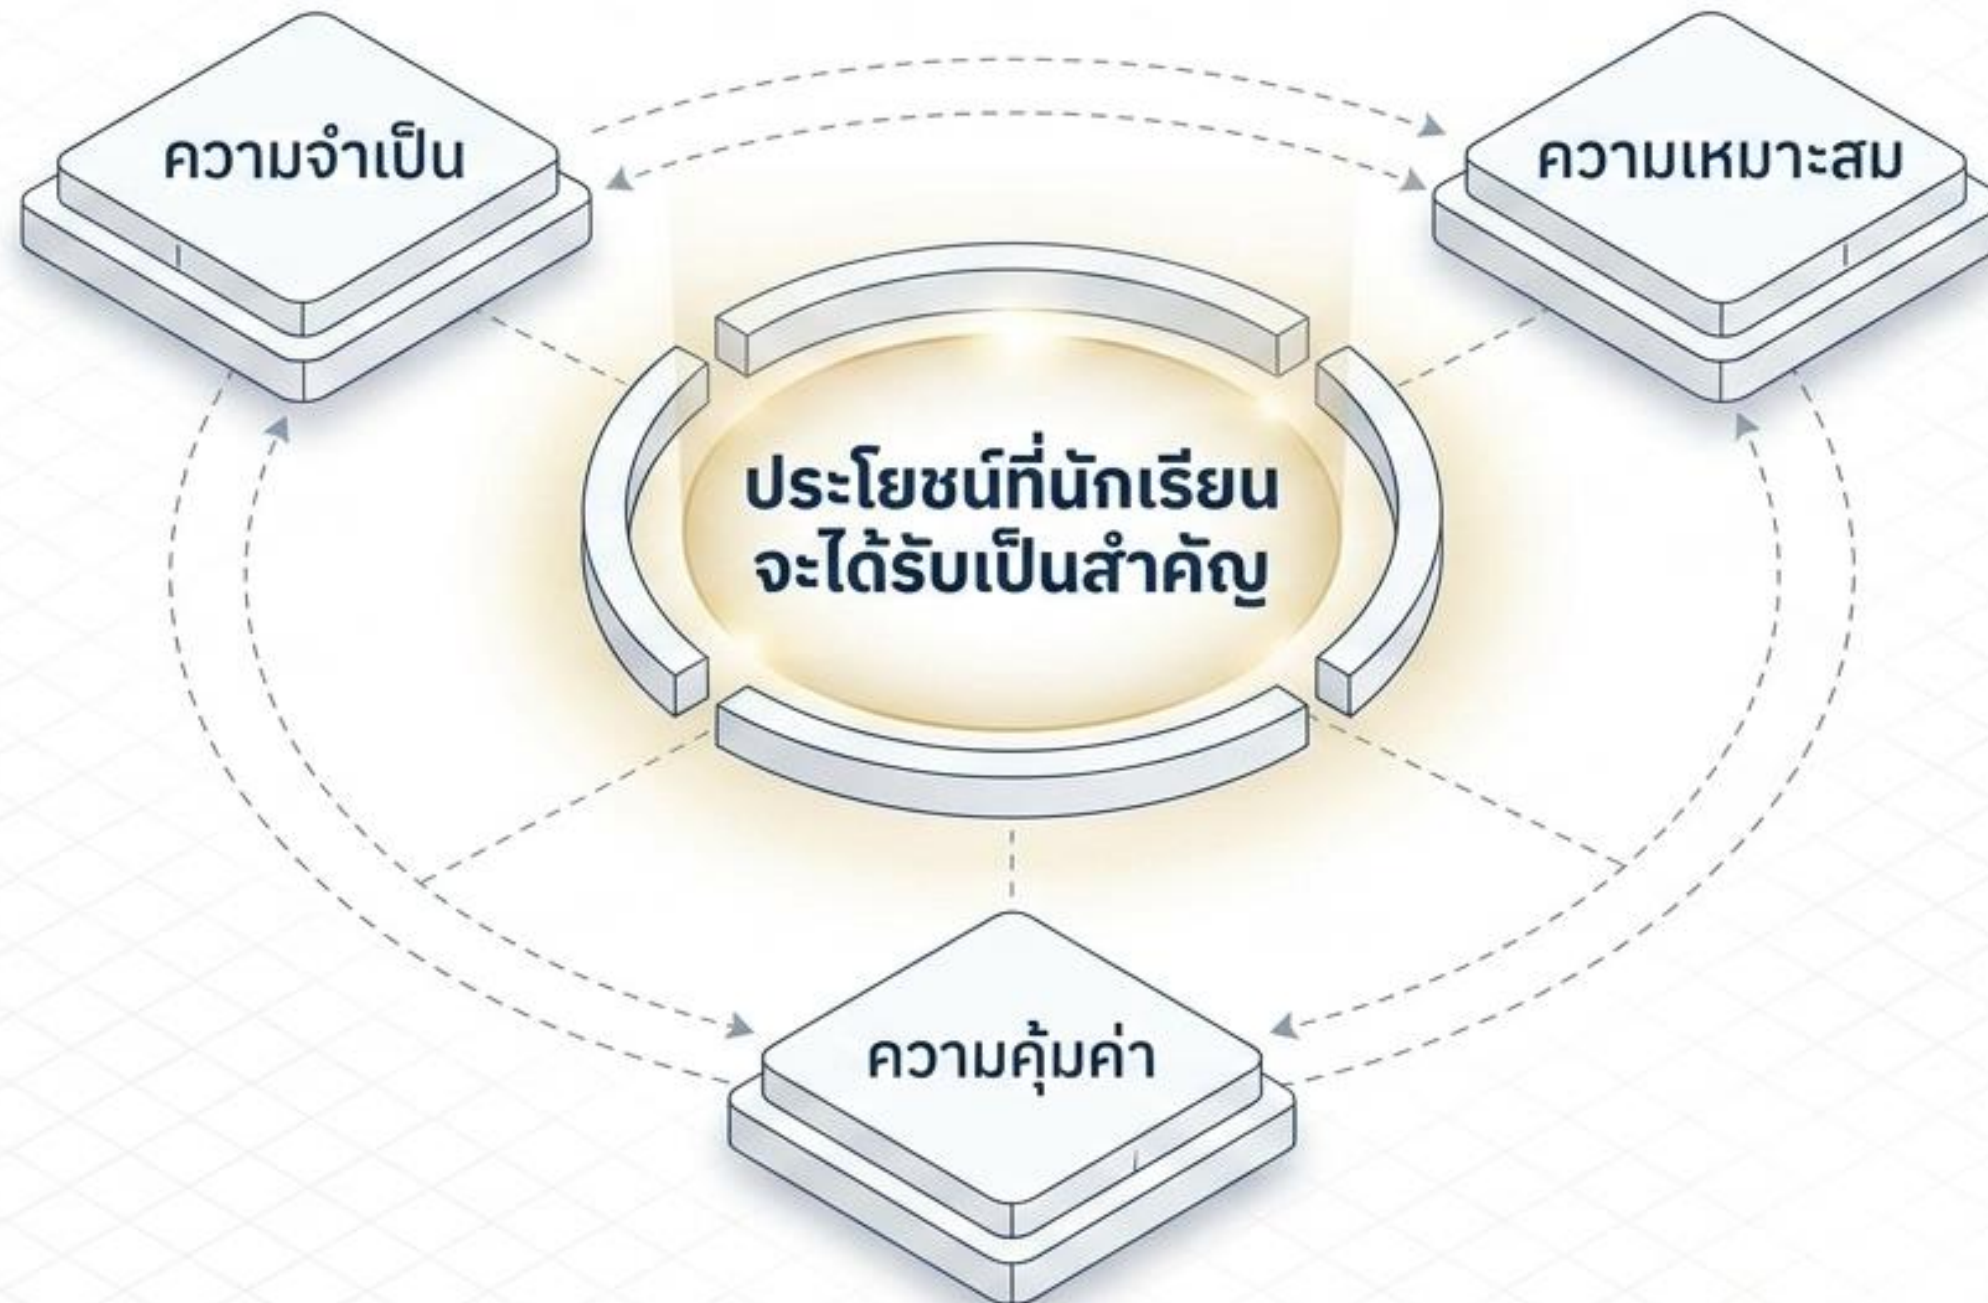 ความจำเป็น
ความเหมาะสม
ประโยชน์ที่นักเรียน
จะได้รับเป็นสำคัญ
ความคุ้มค่า